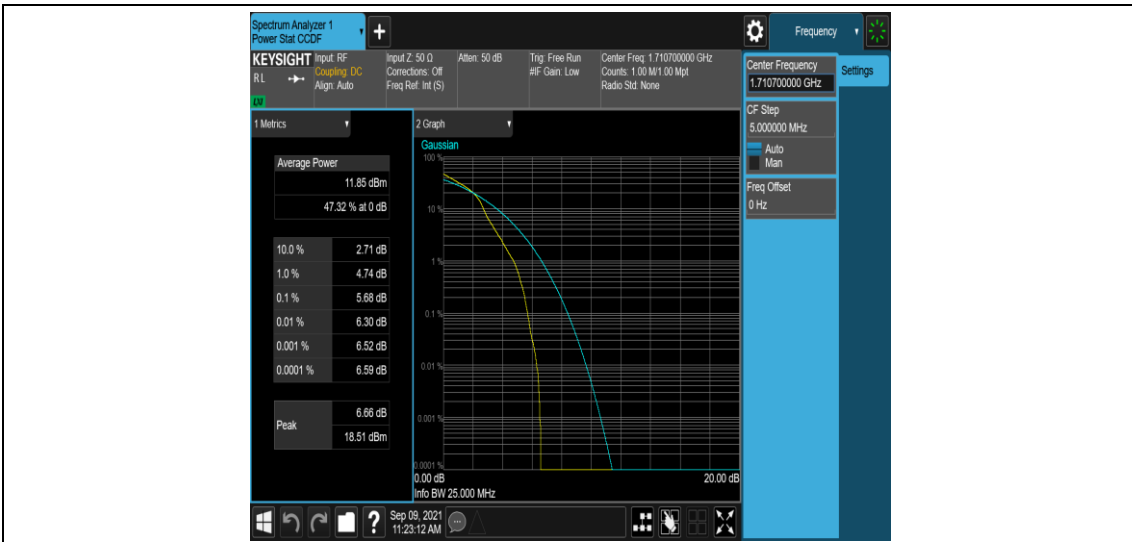 Spectrum Analyzer 1
Power Stat CCDF
Frequency
KEYSIGHT
RL
LXI
Input: RF
Coupling: DC
Align: Auto
Input Z: 50 Ω
Corrections: Off
Freq Ref: Int (S)
Atten: 50 dB
Trig: Free Run
#IF Gain: Low
Center Freq: 1.710700000 GHz
Counts: 1.00 M/1.00 Mpt
Radio Std: None
Center Frequency
1.710700000 GHz
Settings
CF Step
5.000000 MHz
Auto
Man
Freq Offset
0 Hz
1 Metrics
Average Power
11.85 dBm
47.32 % at 0 dB
10.0 % 2.71 dB
1.0 % 4.74 dB
0.1 % 5.68 dB
0.01 % 6.30 dB
0.001 % 6.52 dB
0.0001 % 6.59 dB
Peak
6.66 dB
18.51 dBm
2 Graph
Gaussian
100 %
10 %
1 %
0.1 %
0.01 %
0.001 %
0.0001 %
0.00 dB 20.00 dB
Info BW 25.000 MHz
?
Sep 09, 2021
11:23:12 AM